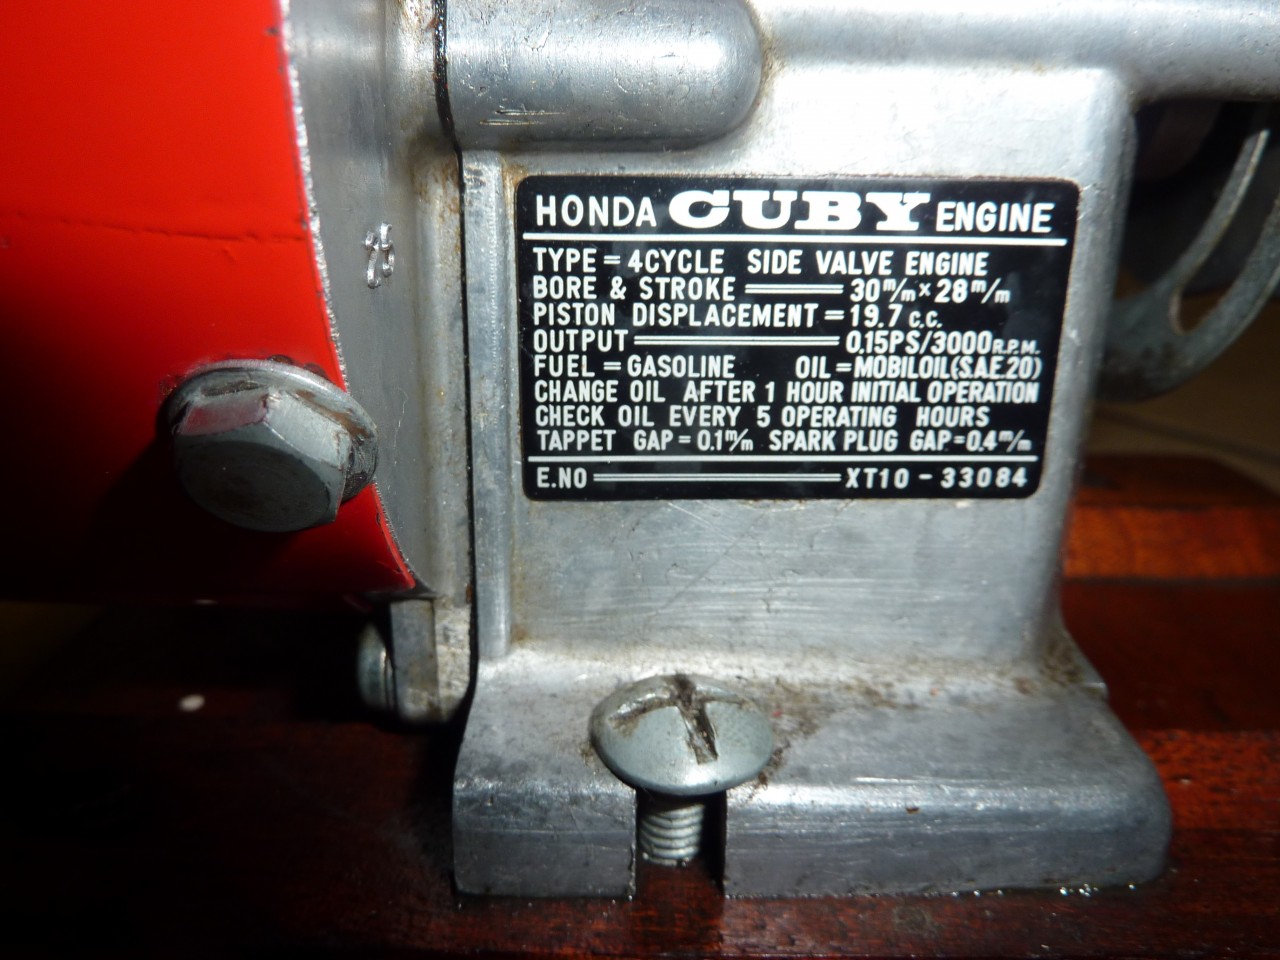 HONDA CUBY ENGINE
TYPE = 4CYCLE SIDE VALVE ENGINE
BORE & STROKE ═ 30m/m × 28m/m
PISTON DISPLACEMENT = 19.7 c.c.
OUTPUT ═ 0.15PS/3000R.P.M.
FUEL = GASOLINE OIL = MOBILOIL(S.A.E.20)
CHANGE OIL AFTER 1 HOUR INITIAL OPERATION
CHECK OIL EVERY 5 OPERATING HOURS
TAPPET GAP = 0.1m/m SPARK PLUG GAP = 0.4m/m
E.NO ═ XT10 - 33084